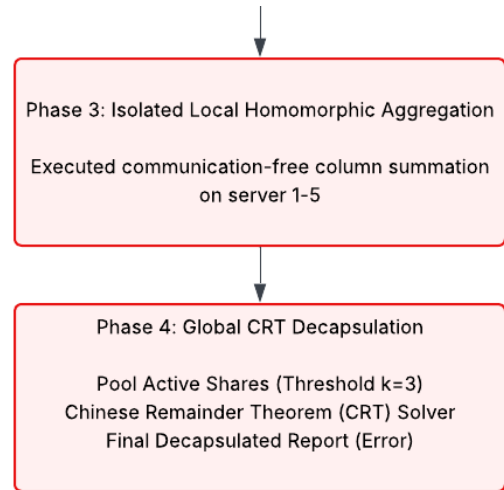 Phase 3: Isolated Local Homomorphic Aggregation
Executed communication-free column summation
on server 1-5
Phase 4: Global CRT Decapsulation
Pool Active Shares (Threshold k=3)
Chinese Remainder Theorem (CRT) Solver
Final Decapsulated Report (Error)